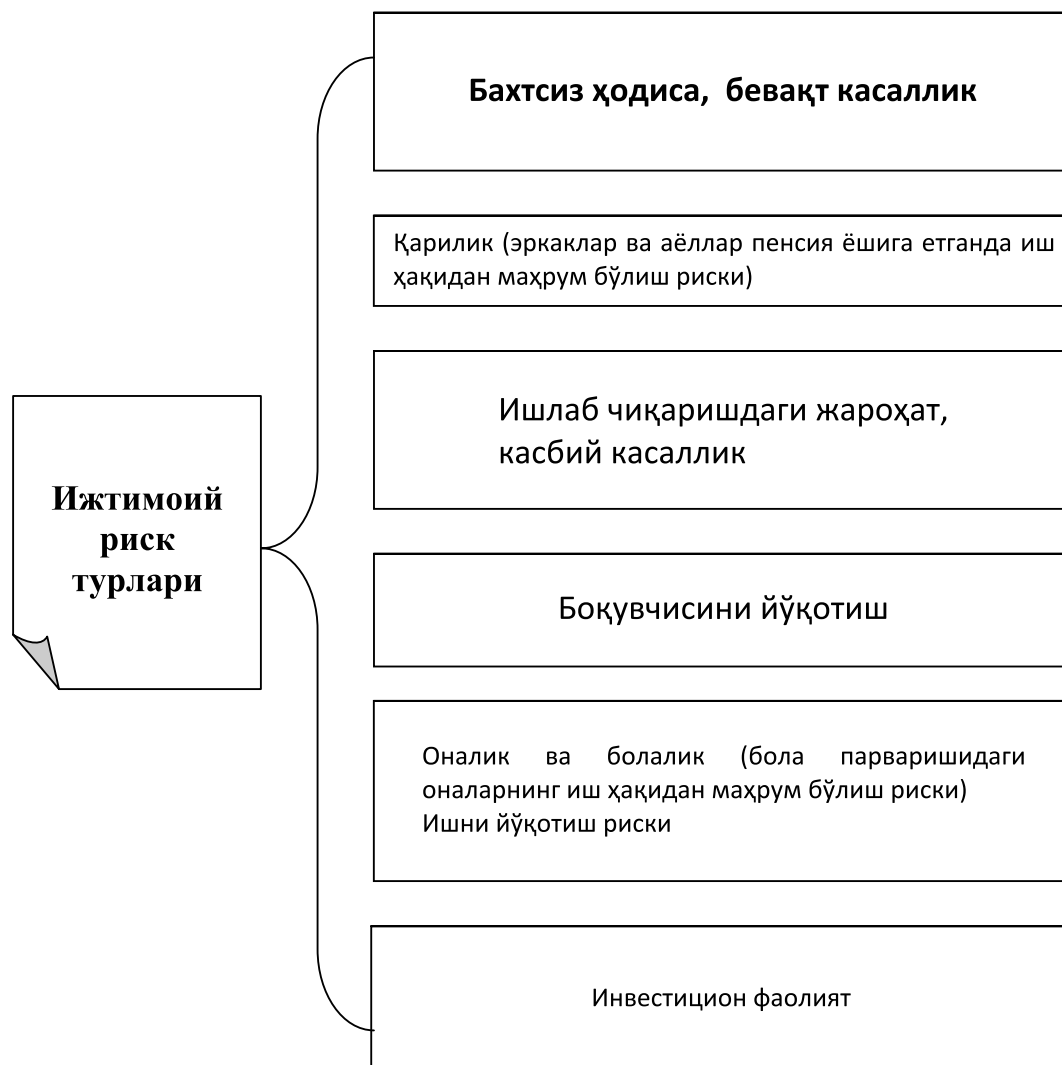 Бахтсиз ҳодиса, бевақт касаллик
Қарилик (эркаклар ва аёллар пенсия ёшига етганда иш
ҳақидан маҳрум бўлиш риски)
Ишлаб чиқаришдаги жароҳат,
касбий касаллик
Ижтимоий
риск
турлари
Боқувчисини йўқотиш
Оналик ва болалик (бола парваришидаги
оналарнинг иш ҳақидан маҳрум бўлиш риски)
Ишни йўқотиш риски
Инвестицион фаолият